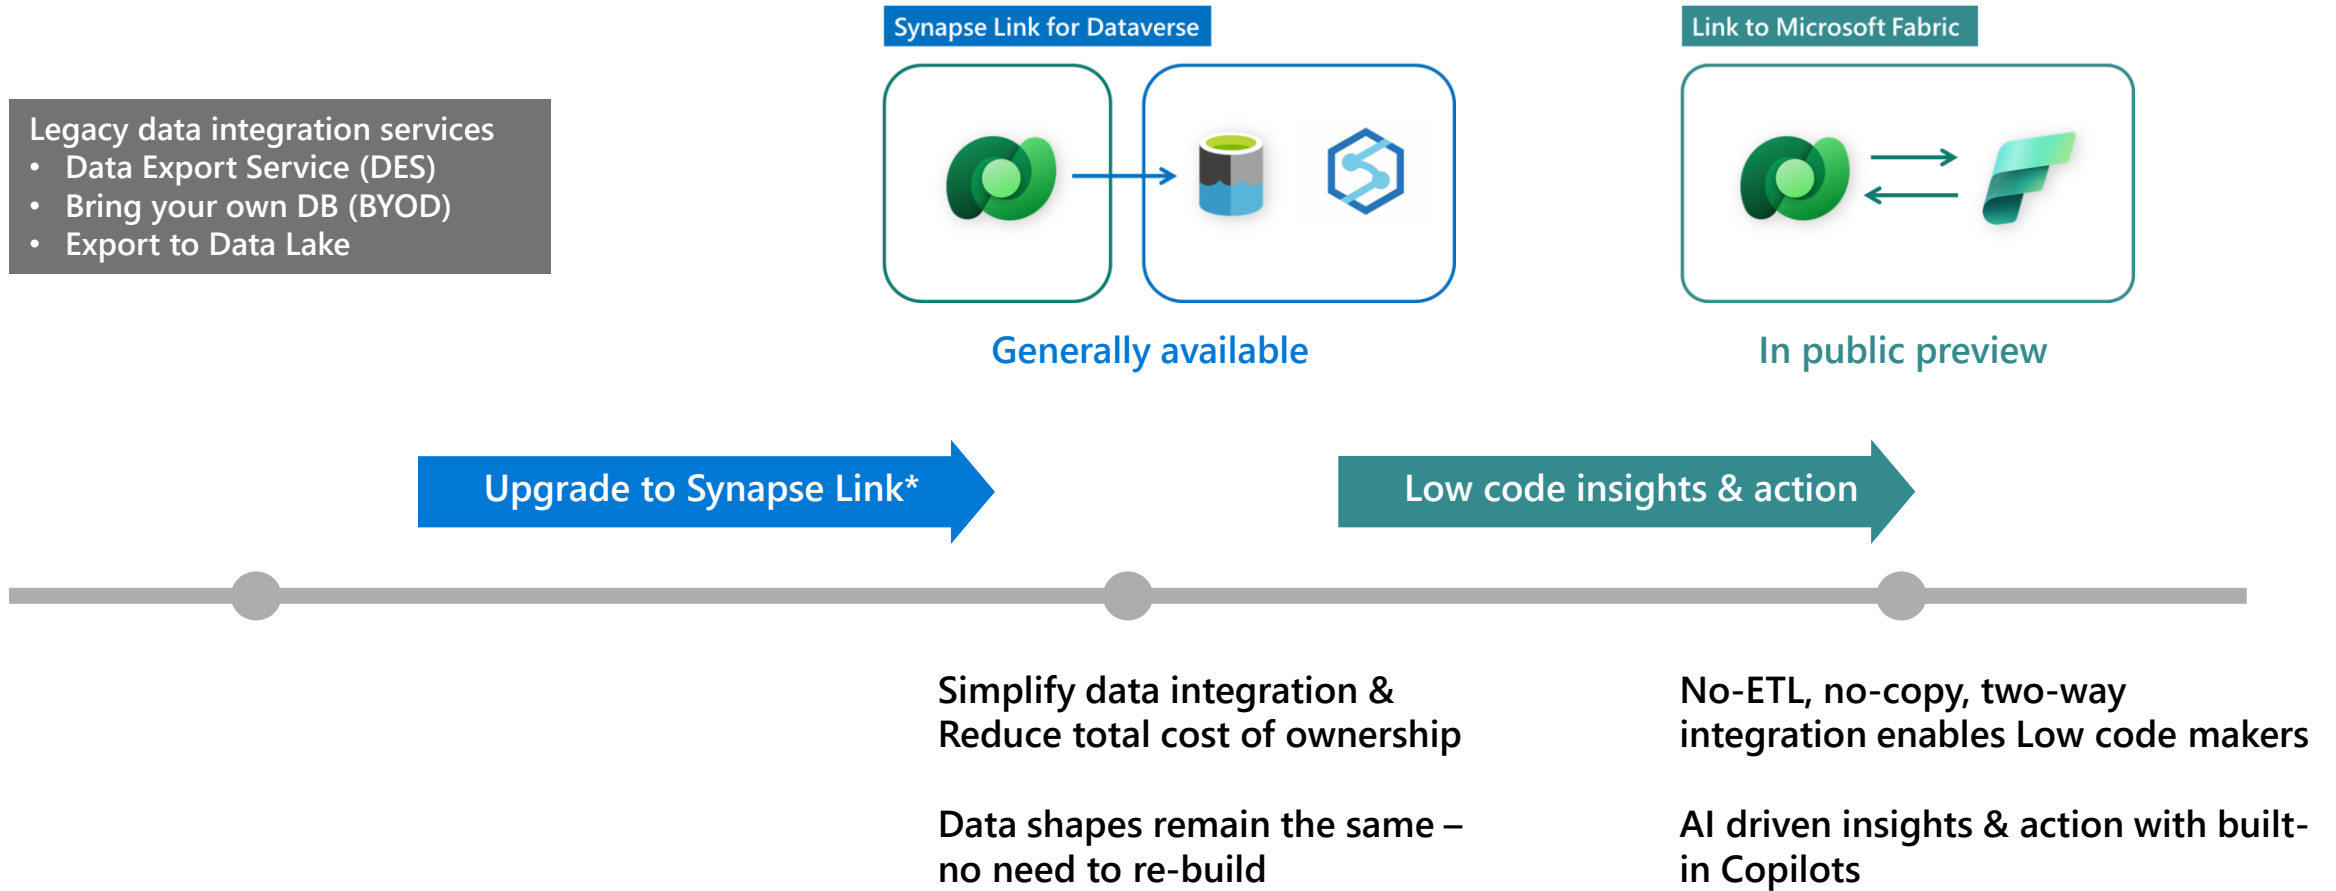 Synapse Link for Dataverse
Link to Microsoft Fabric
Legacy data integration services
• Data Export Service (DES)
• Bring your own DB (BYOD)
• Export to Data Lake
Generally available
In public preview
Upgrade to Synapse Link*
Low code insights & action
Simplify data integration &
Reduce total cost of ownership
Data shapes remain the same –
no need to re-build
No-ETL, no-copy, two-way
integration enables Low code makers
AI driven insights & action with built-
in Copilots